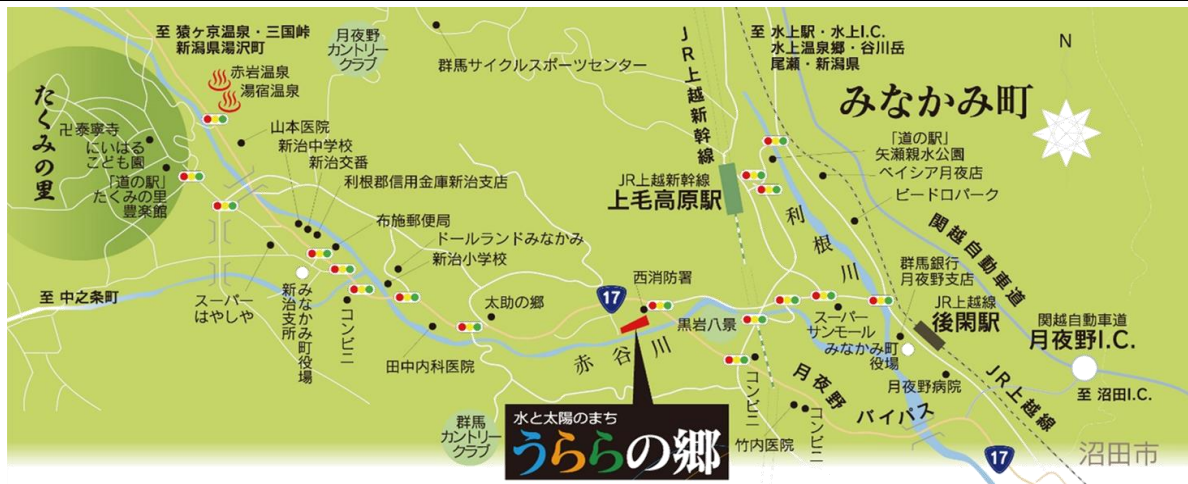 至 猿ヶ京温泉・三国峠
新潟県湯沢町
月夜野
カントリー
クラブ
群馬サイクルスポーツセンター
JR上越新幹線
至 水上駅・水上I.C.
水上温泉郷・谷川岳
尾瀬・新潟県
N
みなかみ町
赤岩温泉
湯宿温泉
たくみの里
卍泰寧寺
にいはる
こども園
「道の駅」
たくみの里
豊楽館
山本医院
新治中学校
新治交番
利根郡信用金庫新治支店
布施郵便局
ドールランドみなかみ
新治小学校
JR上越新幹線
上毛高原駅
「道の駅」
矢瀬親水公園
ベイシア月夜店
ビードロパーク
利根川
関越自動車道
群馬銀行
月夜野支店
JR上越線
後閑駅
関越自動車道
月夜野I.C.
至 沼田I.C.
至 中之条町
スーパー
はやしや
みなかみ町役場
新治支所
コンビニ
田中内科医院
太助の郷
17
西消防署
黒岩八景
赤谷川
スーパー
サンモール
みなかみ町
役場
月夜野病院
JR上越線
月夜野
バイパス
コンビニ
竹内医院
コンビニ
群馬
カントリー
クラブ
水と太陽のまち
うららの郷
17
沼田市